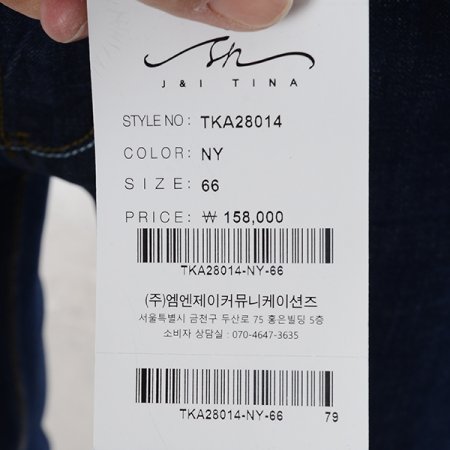 J & I TINA
STYLE NO : TKA28014
COLOR: NY
SIZE: 66
PRICE: ₩ 158,000
TKA28014-NY-66
(주)엠엔제이커뮤니케이션즈
서울특별시 금천구 두산로 75 홍은빌딩 5층
소비자 상담실 : 070-4647-3635
TKA28014-NY-66 79